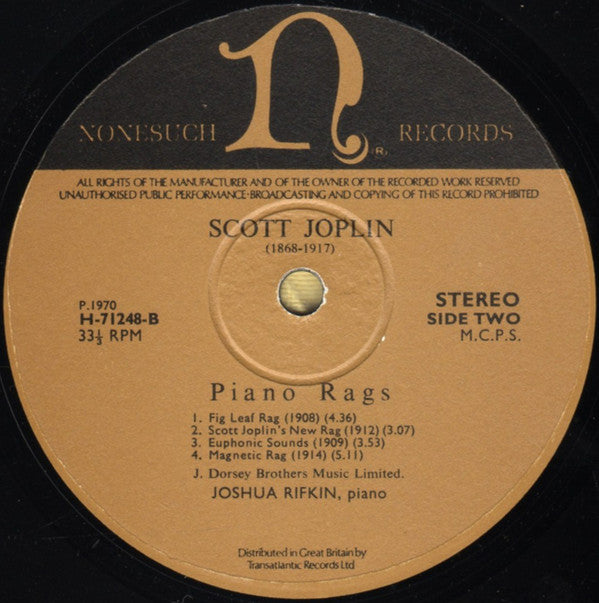 n
R.
NONESUCH RECORDS
ALL RIGHTS OF THE MANUFACTURER AND OF THE OWNER OF THE RECORDED WORK RESERVED
UNAUTHORISED PUBLIC PERFORMANCE·BROADCASTING AND COPYING OF THIS RECORD PROHIBITED
SCOTT JOPLIN
(1868-1917)
P.1970
H-71248-B
33⅓ RPM
STEREO
SIDE TWO
M.C.P.S.
Piano Rags
1. Fig Leaf Rag (1908) (4.36)
2. Scott Joplin's New Rag (1912) (3.07)
3. Euphonic Sounds (1909) (3.53)
4. Magnetic Rag (1914) (5.11)
J. Dorsey Brothers Music Limited.
JOSHUA RIFKIN, piano
Distributed in Great Britain by
Transatlantic Records Ltd